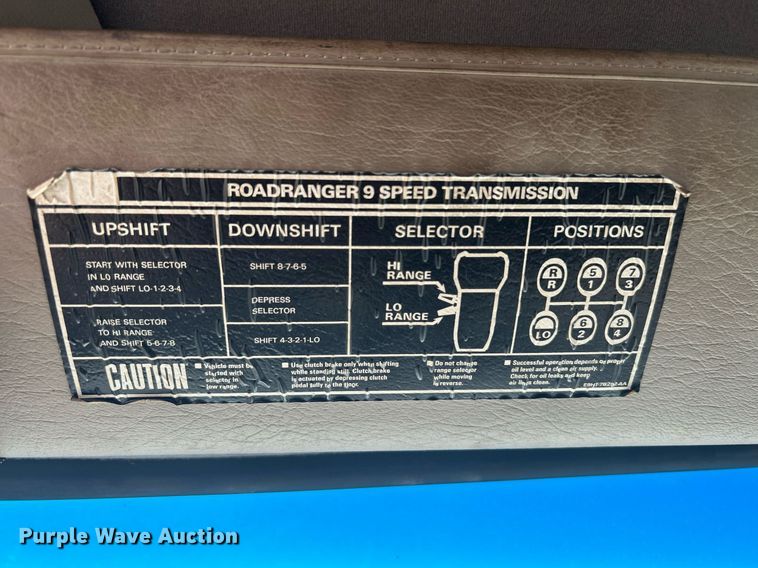 ROADRANGER 9 SPEED TRANSMISSION
UPSHIFT
START WITH SELECTOR
IN LO RANGE
AND SHIFT LO-1-2-3-4
RAISE SELECTOR
TO HI RANGE
AND SHIFT 5-6-7-8
DOWNSHIFT
SHIFT 8-7-6-5
DEPRESS
SELECTOR
SHIFT 4-3-2-1-LO
SELECTOR
HI
RANGE
LO
RANGE
POSITIONS
R 5 7
R 1 3
6 8
LO 2 4
CAUTION
Vehicle must be
started with
selector in
low range.
Use clutch brake only when shifting
while standing still. Clutch brake
is actuated by depressing clutch
pedal fully to the floor.
Do not change
range selector
while moving
in reverse.
Successful operation depends on proper
oil level and a clean air supply.
Check for oil leaks and keep
air lines clean.
Purple Wave Auction